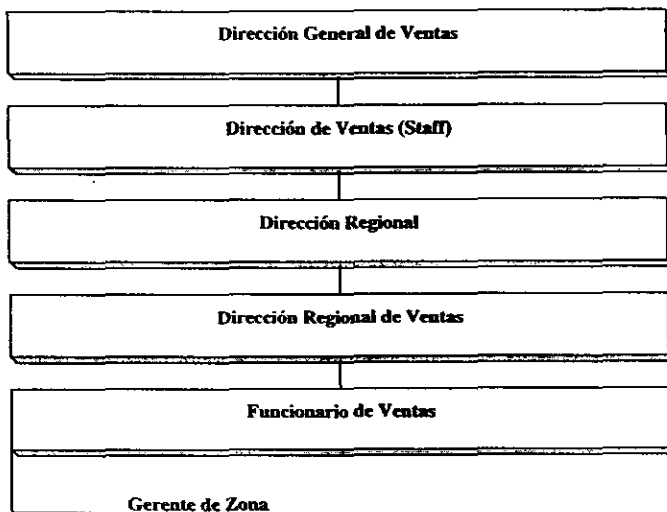 Dirección General de Ventas
Dirección de Ventas (Staff)
Dirección Regional
Dirección Regional de Ventas
Funcionario de Ventas
Gerente de Zona